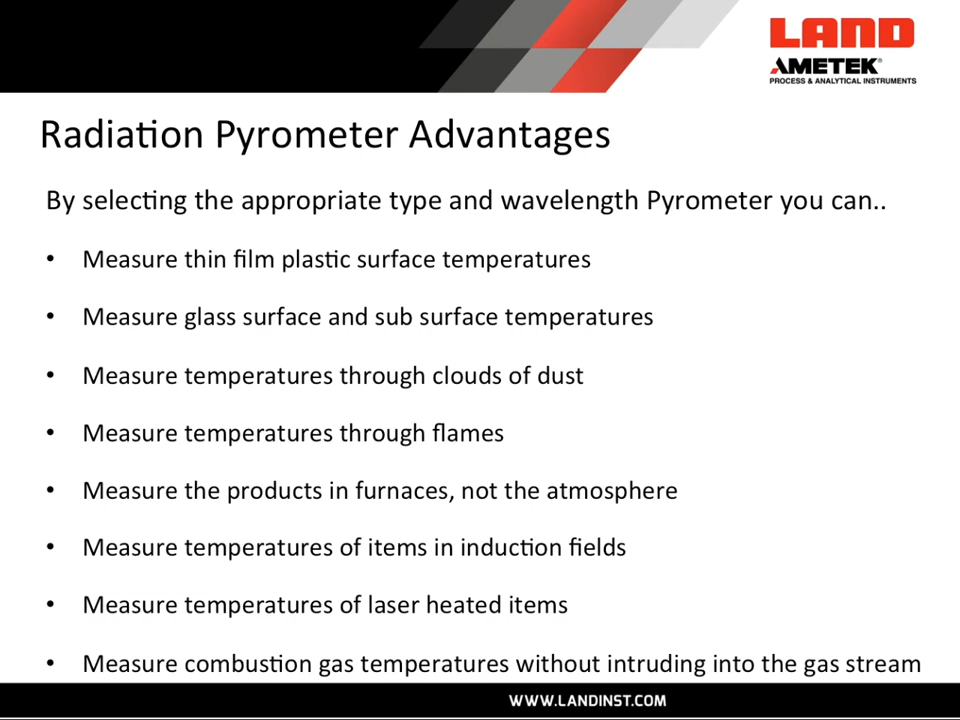 LAND
AMETEK®
PROCESS & ANALYTICAL INSTRUMENTS
Radiation Pyrometer Advantages
By selecting the appropriate type and wavelength Pyrometer you can..
• Measure thin film plastic surface temperatures
• Measure glass surface and sub surface temperatures
• Measure temperatures through clouds of dust
• Measure temperatures through flames
• Measure the products in furnaces, not the atmosphere
• Measure temperatures of items in induction fields
• Measure temperatures of laser heated items
• Measure combustion gas temperatures without intruding into the gas stream
WWW.LANDINST.COM